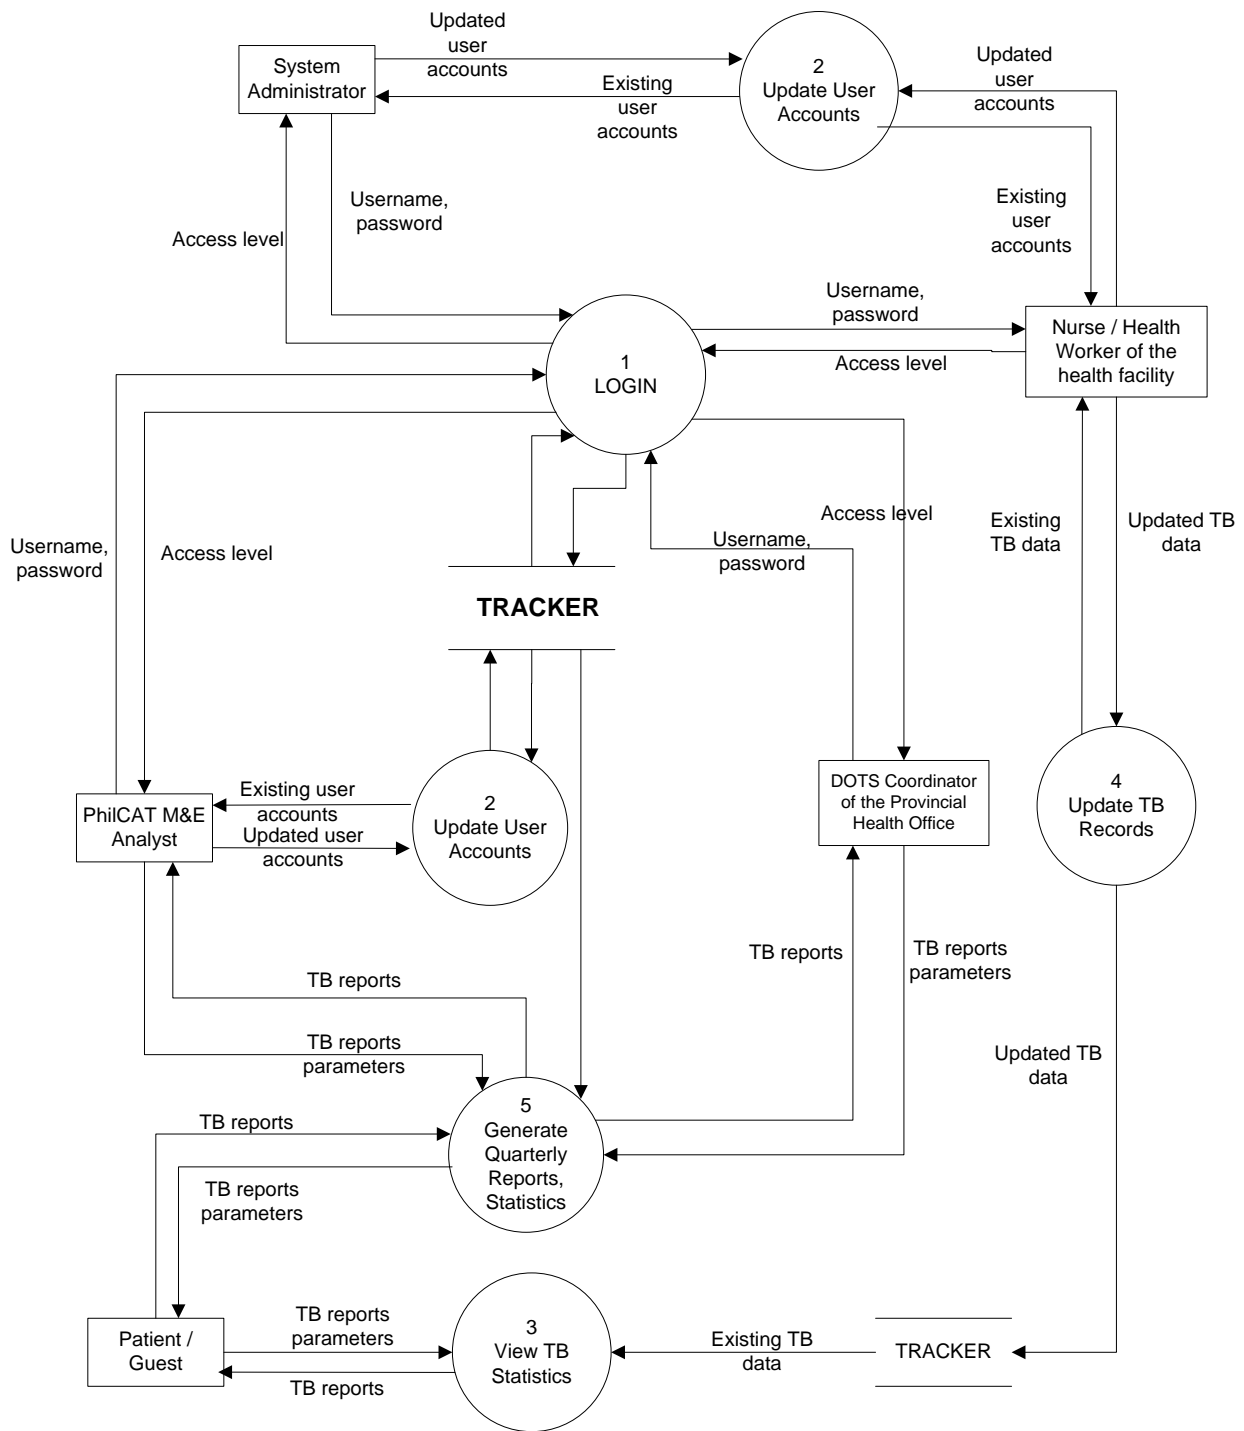 Updated
user
accounts
System
Administrator
Existing
user
accounts
2
Update User
Accounts
Updated
user
accounts
Username,
password
Access level
Existing
user
accounts
Username,
password
Access level
Nurse / Health
Worker of the
health facility
1
LOGIN
Username,
password
Access level
Access level
Username,
password
Existing
TB data
Updated TB
data
TRACKER
PhilCAT M&E
Analyst
Existing user
accounts
Updated user
accounts
2
Update User
Accounts
DOTS Coordinator
of the Provincial
Health Office
4
Update TB
Records
TB reports
TB reports
parameters
TB reports
TB reports
parameters
Updated TB
data
TB reports
TB reports
parameters
5
Generate
Quarterly
Reports,
Statistics
Patient /
Guest
TB reports
parameters
TB reports
3
View TB
Statistics
Existing TB
data
TRACKER